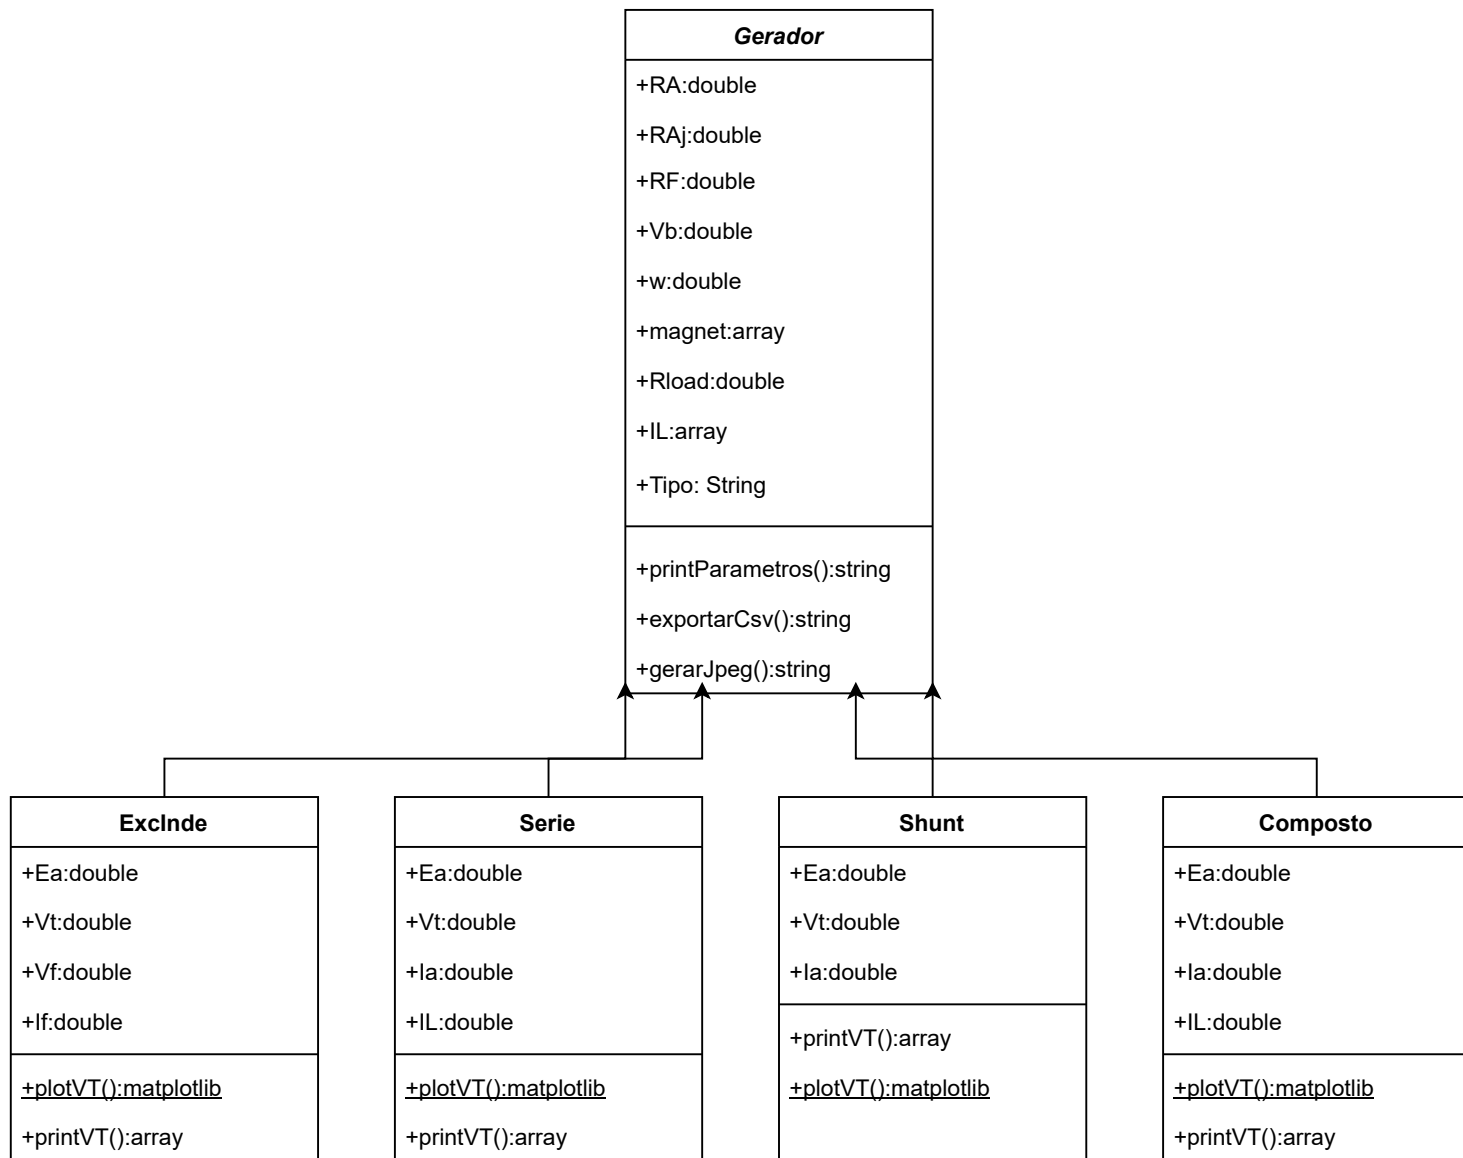 Gerador
+RA:double
+RAj:double
+RF:double
+Vb:double
+w:double
+magnet:array
+Rload:double
+IL:array
+Tipo: String
+printParametros():string
+exportarCsv():string
+gerarJpeg():string
ExcInde
+Ea:double
+Vt:double
+Vf:double
+If:double
+plotVT():matplotlib
+printVT():array
Serie
+Ea:double
+Vt:double
+Ia:double
+IL:double
+plotVT():matplotlib
+printVT():array
Shunt
+Ea:double
+Vt:double
+Ia:double
+printVT():array
+plotVT():matplotlib
Composto
+Ea:double
+Vt:double
+Ia:double
+IL:double
+plotVT():matplotlib
+printVT():array